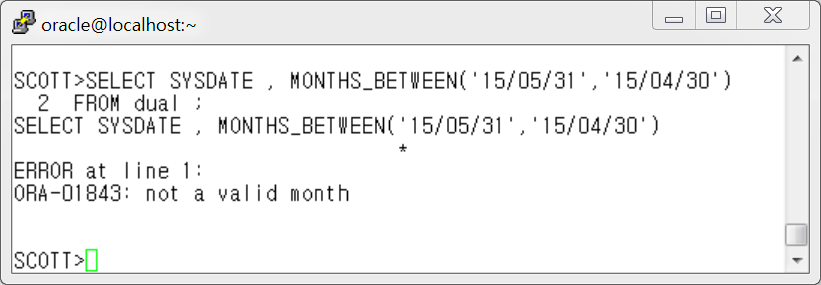 oracle@localhost:~
SCOTT>SELECT SYSDATE , MONTHS_BETWEEN('15/05/31','15/04/30')
  2  FROM dual ;
SELECT SYSDATE , MONTHS_BETWEEN('15/05/31','15/04/30')
                                *
ERROR at line 1:
ORA-01843: not a valid month
SCOTT>